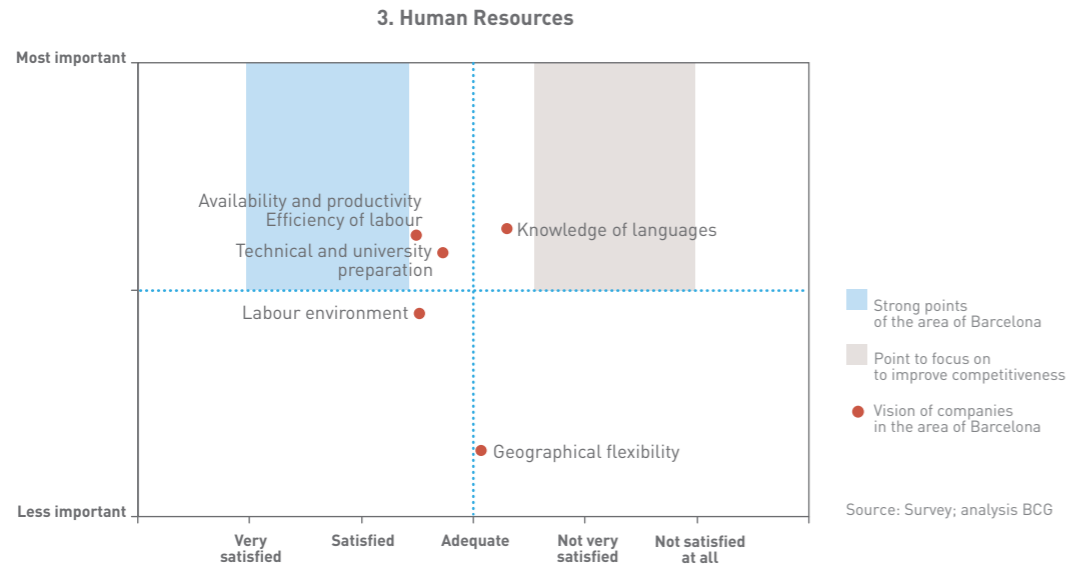 3. Human Resources
Most important
Availability and productivity
Efficiency of labour
Knowledge of languages
Technical and university
preparation
Labour environment
Geographical flexibility
Less important
Very
satisfied
Satisfied
Adequate
Not very
satisfied
Not satisfied
at all
Strong points
of the area of Barcelona
Point to focus on
to improve competitiveness
Vision of companies
in the area of Barcelona
Source: Survey; analysis BCG